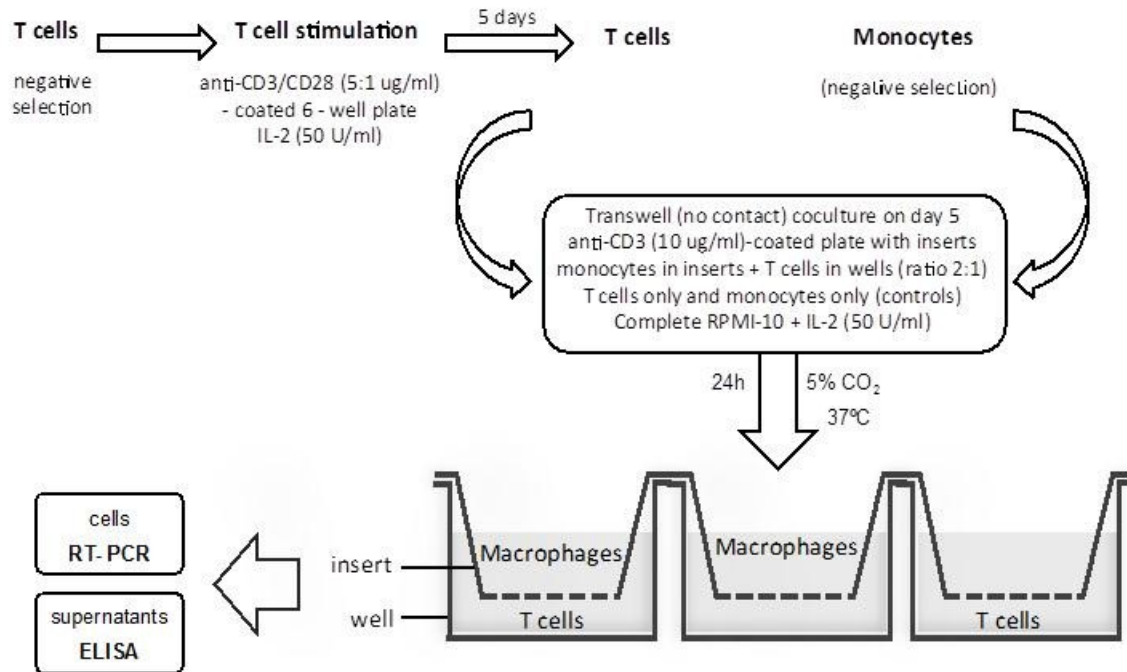 T cells
negative
selection
T cell stimulation
anti-CD3/CD28 (5:1 ug/ml)
- coated 6 - well plate
IL-2 (50 U/ml)
5 days
T cells
Monocytes
(negative selection)
Transwell (no contact) coculture on day 5
anti-CD3 (10 ug/ml)-coated plate with inserts
monocytes in inserts + T cells in wells (ratio 2:1)
T cells only and monocytes only (controls)
Complete RPMI-10 + IL-2 (50 U/ml)
24h
5% CO₂
37ºC
cells
RT- PCR
supernatants
ELISA
insert
well
Macrophages
T cells
Macrophages
T cells